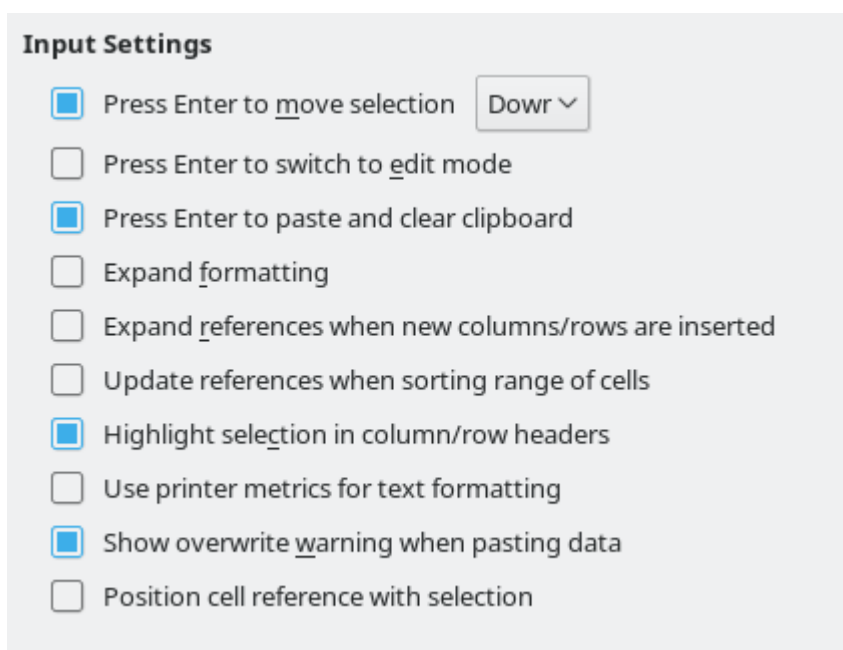 Input Settings
Press Enter to move selection Dowr
Press Enter to switch to edit mode
Press Enter to paste and clear clipboard
Expand formatting
Expand references when new columns/rows are inserted
Update references when sorting range of cells
Highlight selection in column/row headers
Use printer metrics for text formatting
Show overwrite warning when pasting data
Position cell reference with selection